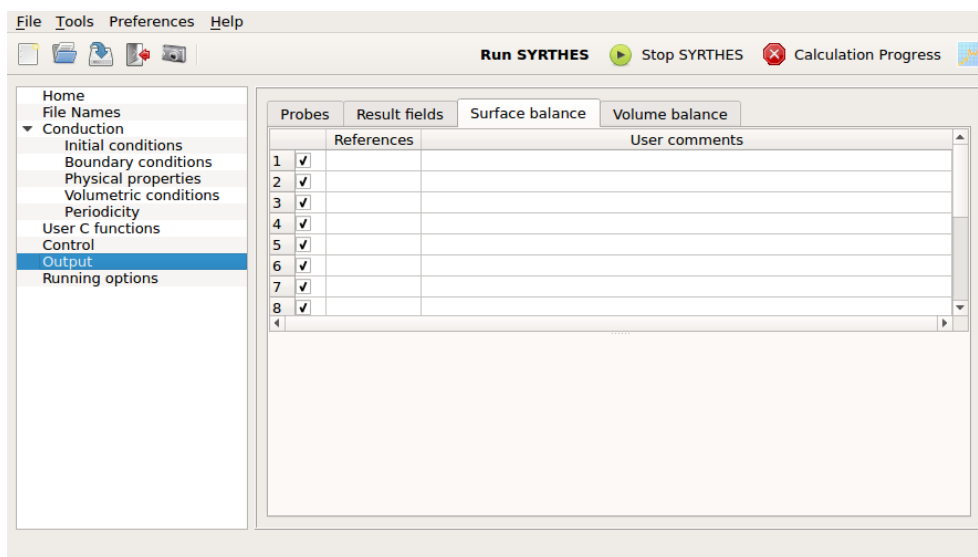 File Tools Preferences Help
Run SYRTHES Stop SYRTHES Calculation Progress
Home
File Names
Conduction
Initial conditions
Boundary conditions
Physical properties
Volumetric conditions
Periodicity
User C functions
Control
Output
Running options
Probes Result fields Surface balance Volume balance
References User comments
1
2
3
4
5
6
7
8